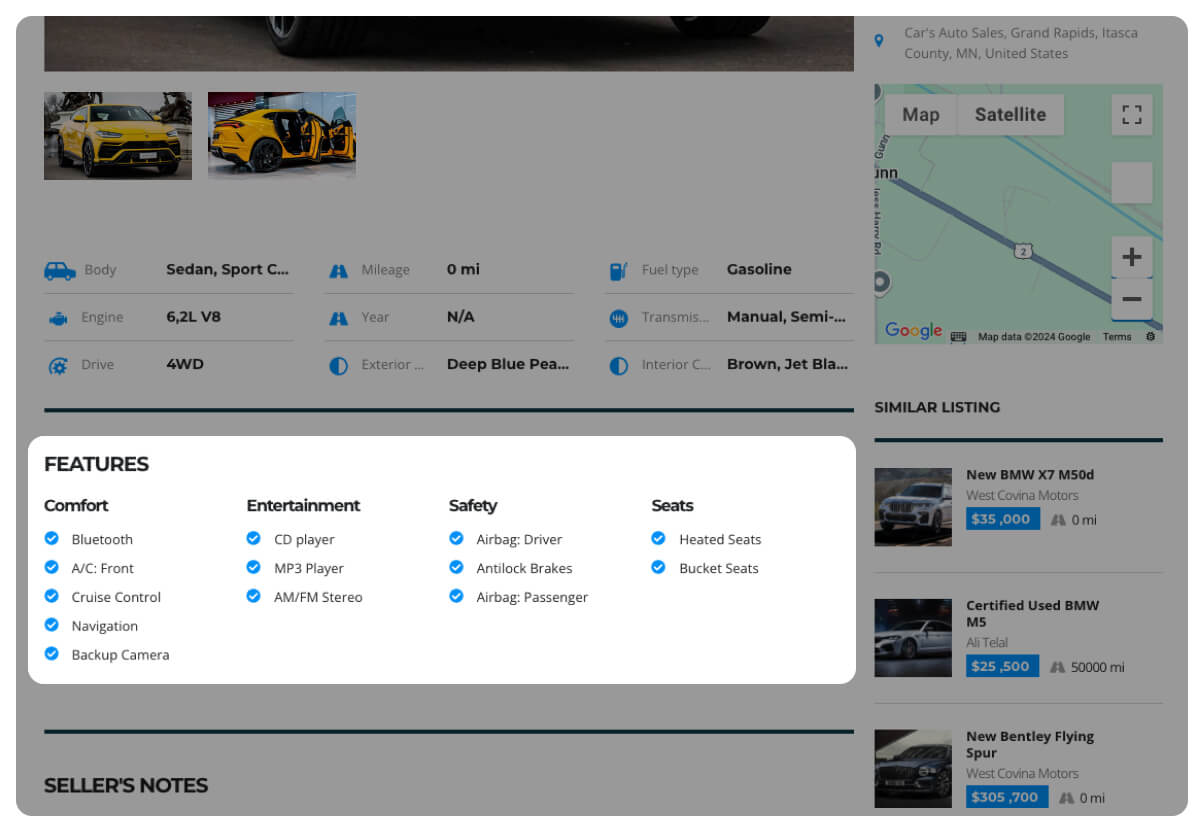 Car's Auto Sales, Grand Rapids, Itasca
County, MN, United States
Map
Satellite
Gunn
unn
Jess Harry Rd
2
+
−
Google
Map data ©2024 Google
Terms
Body
Sedan, Sport C...
Mileage
0 mi
Fuel type
Gasoline
Engine
6,2L V8
Year
N/A
Transmis...
Manual, Semi-...
Drive
4WD
Exterior ...
Deep Blue Pea...
Interior C...
Brown, Jet Bla...
FEATURES
Comfort
Bluetooth
A/C: Front
Cruise Control
Navigation
Backup Camera
Entertainment
CD player
MP3 Player
AM/FM Stereo
Safety
Airbag: Driver
Antilock Brakes
Airbag: Passenger
Seats
Heated Seats
Bucket Seats
SELLER'S NOTES
SIMILAR LISTING
New BMW X7 M50d
West Covina Motors
$35 ,000
0 mi
Certified Used BMW
M5
Ali Telal
$25 ,500
50000 mi
New Bentley Flying
Spur
West Covina Motors
$305 ,700
0 mi